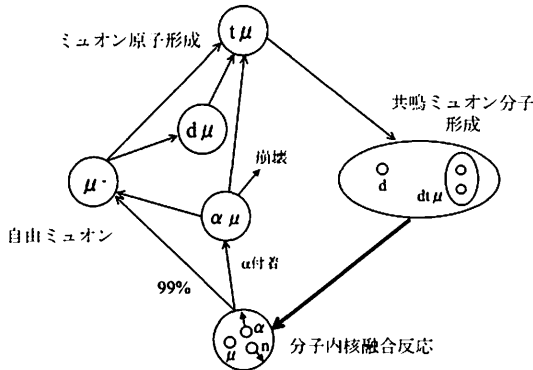 ミュオン原子形成
tμ
dμ
共鳴ミュオン分子
形成
d
dtμ
μ-
崩壊
αμ
自由ミュオン
α付着
99%
α
μ
n
分子内核融合反応